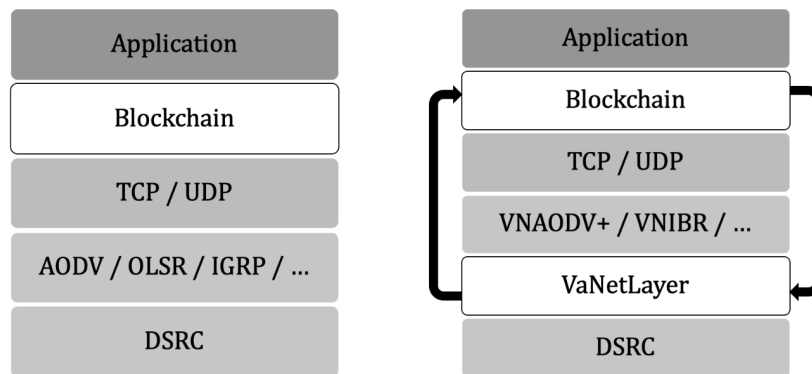 Application
Blockchain
TCP / UDP
AODV / OLSR / IGRP / ...
DSRC
Application
Blockchain
TCP / UDP
VNAODV+ / VNIBR / ...
VaNetLayer
DSRC